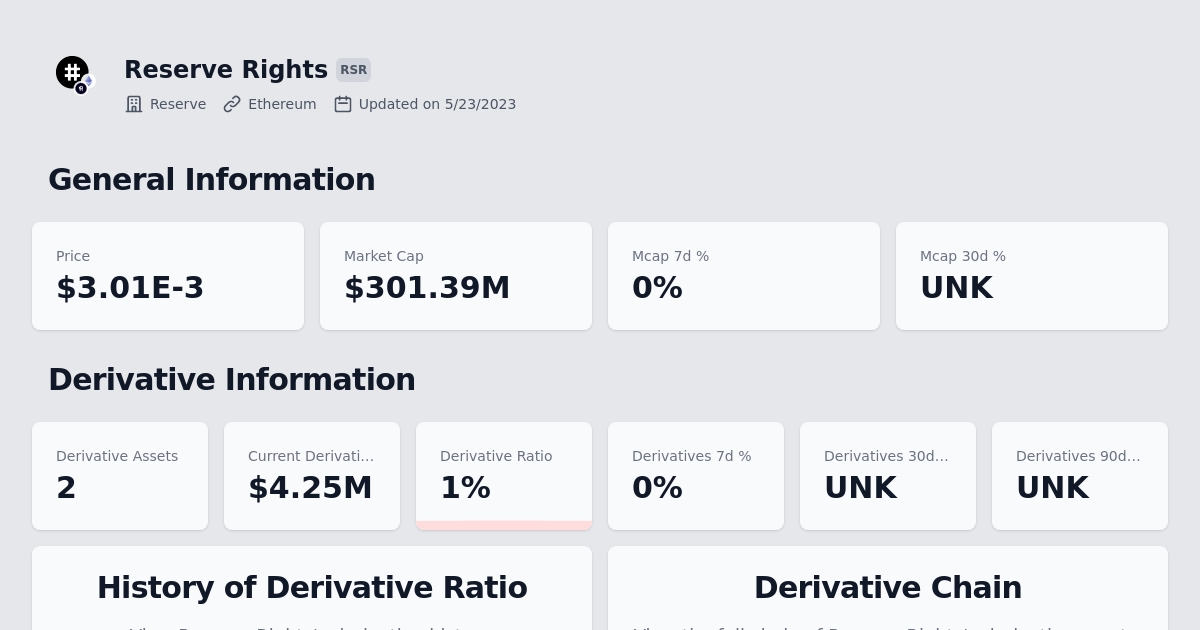 Reserve Rights RSR
Reserve Ethereum Updated on 5/23/2023
General Information
Price Market Cap Mcap 7d % Mcap 30d %
$3.01E-3 $301.39M 0% UNK
Derivative Information
Derivative Assets Current Derivati... Derivative Ratio Derivatives 7d % Derivatives 30d... Derivatives 90d...
2 $4.25M 1% 0% UNK UNK
History of Derivative Ratio Derivative Chain